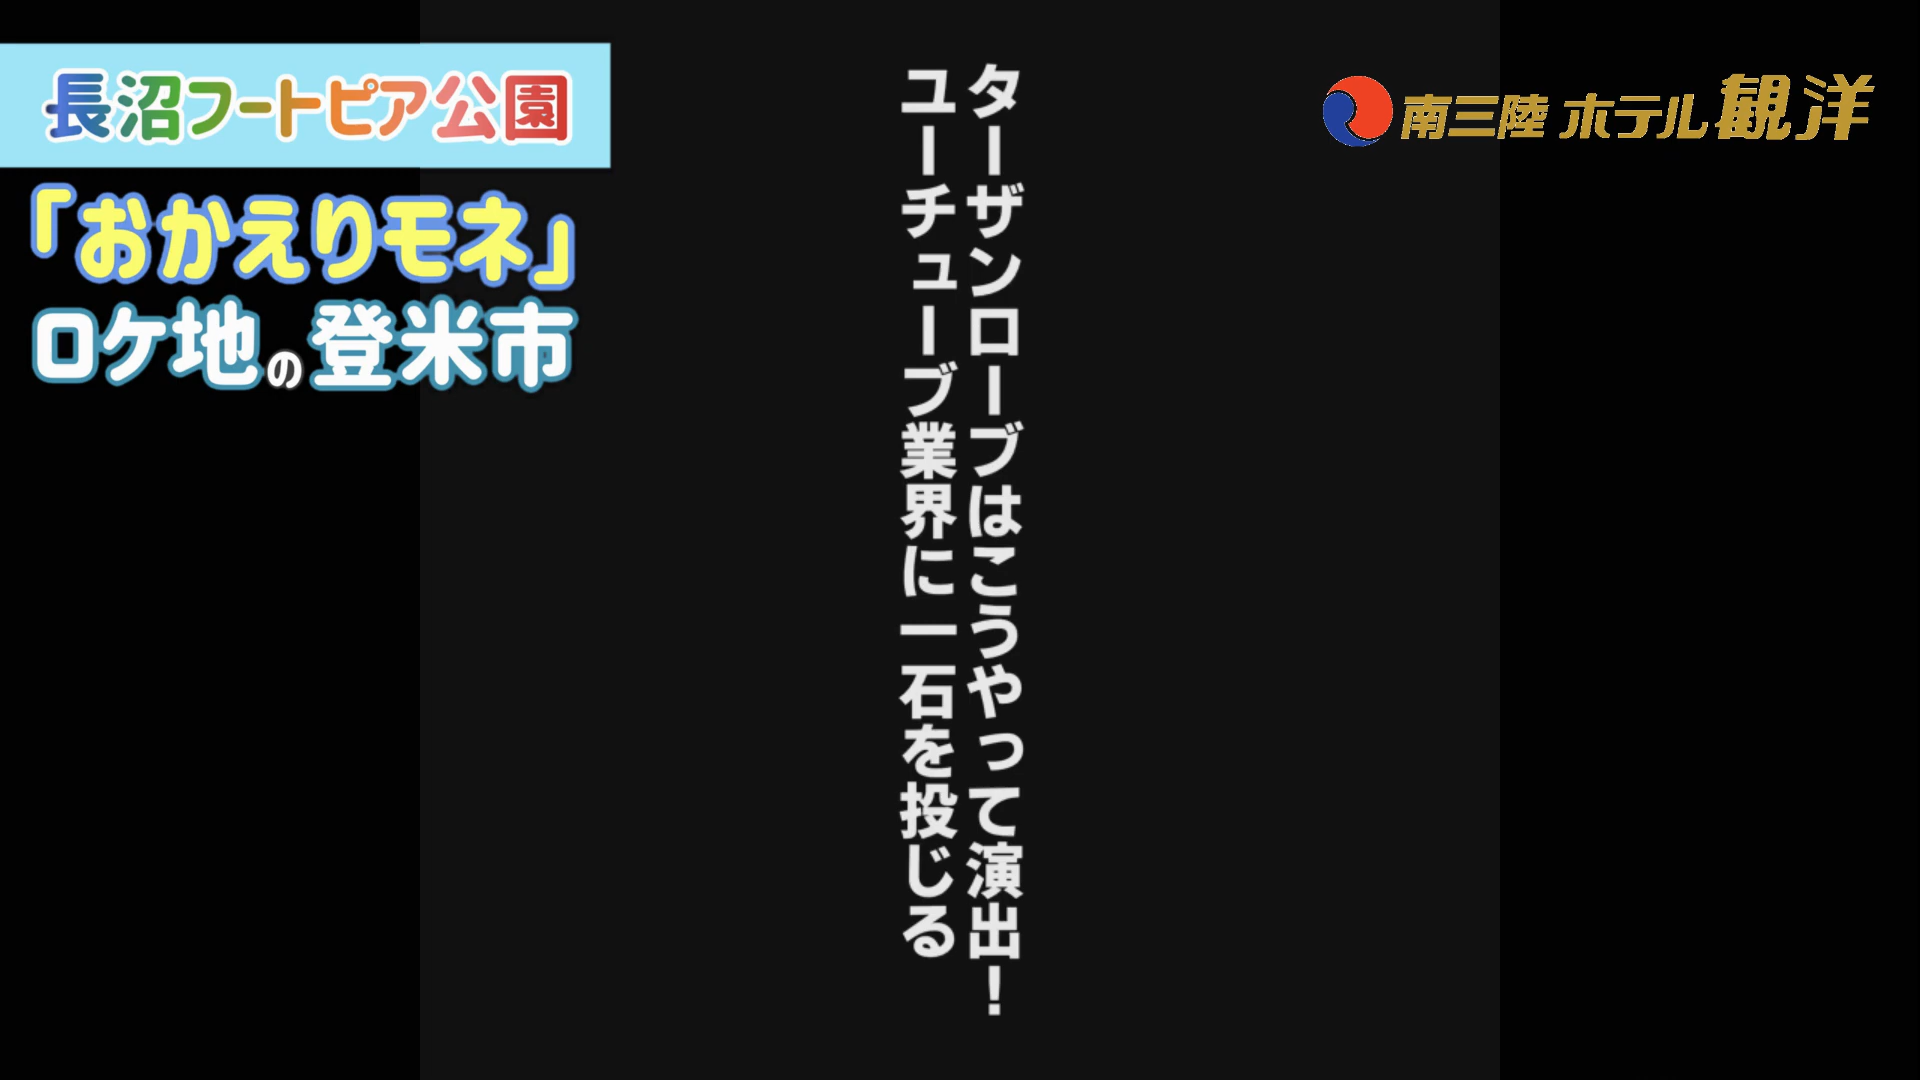 長沼フートピア公園
「おかえりモネ」
ロケ地の登米市
ターザンロープはこうやって演出!
ユーチューブ業界に一石を投じる
南三陸 ホテル観洋